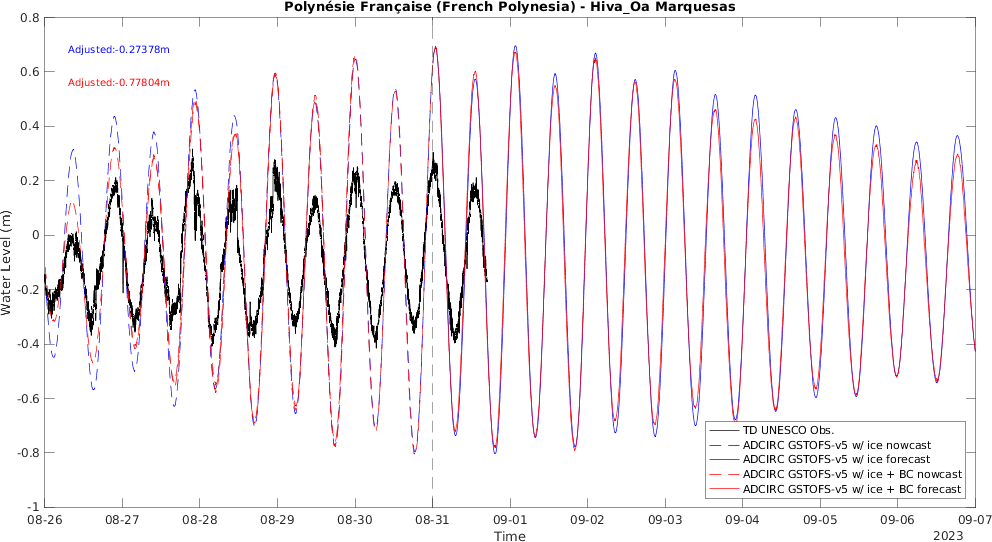 Polynésie Française (French Polynesia) - Hiva_Oa Marquesas
Adjusted:-0.27378m
Adjusted:-0.77804m
Water Level (m)
0.8
0.6
0.4
0.2
0
-0.2
-0.4
-0.6
-0.8
-1
TD UNESCO Obs.
ADCIRC GSTOFS-v5 w/ ice nowcast
ADCIRC GSTOFS-v5 w/ ice forecast
ADCIRC GSTOFS-v5 w/ ice + BC nowcast
ADCIRC GSTOFS-v5 w/ ice + BC forecast
08-26 08-27 08-28 08-29 08-30 08-31 09-01 09-02 09-03 09-04 09-05 09-06 09-07
Time
2023